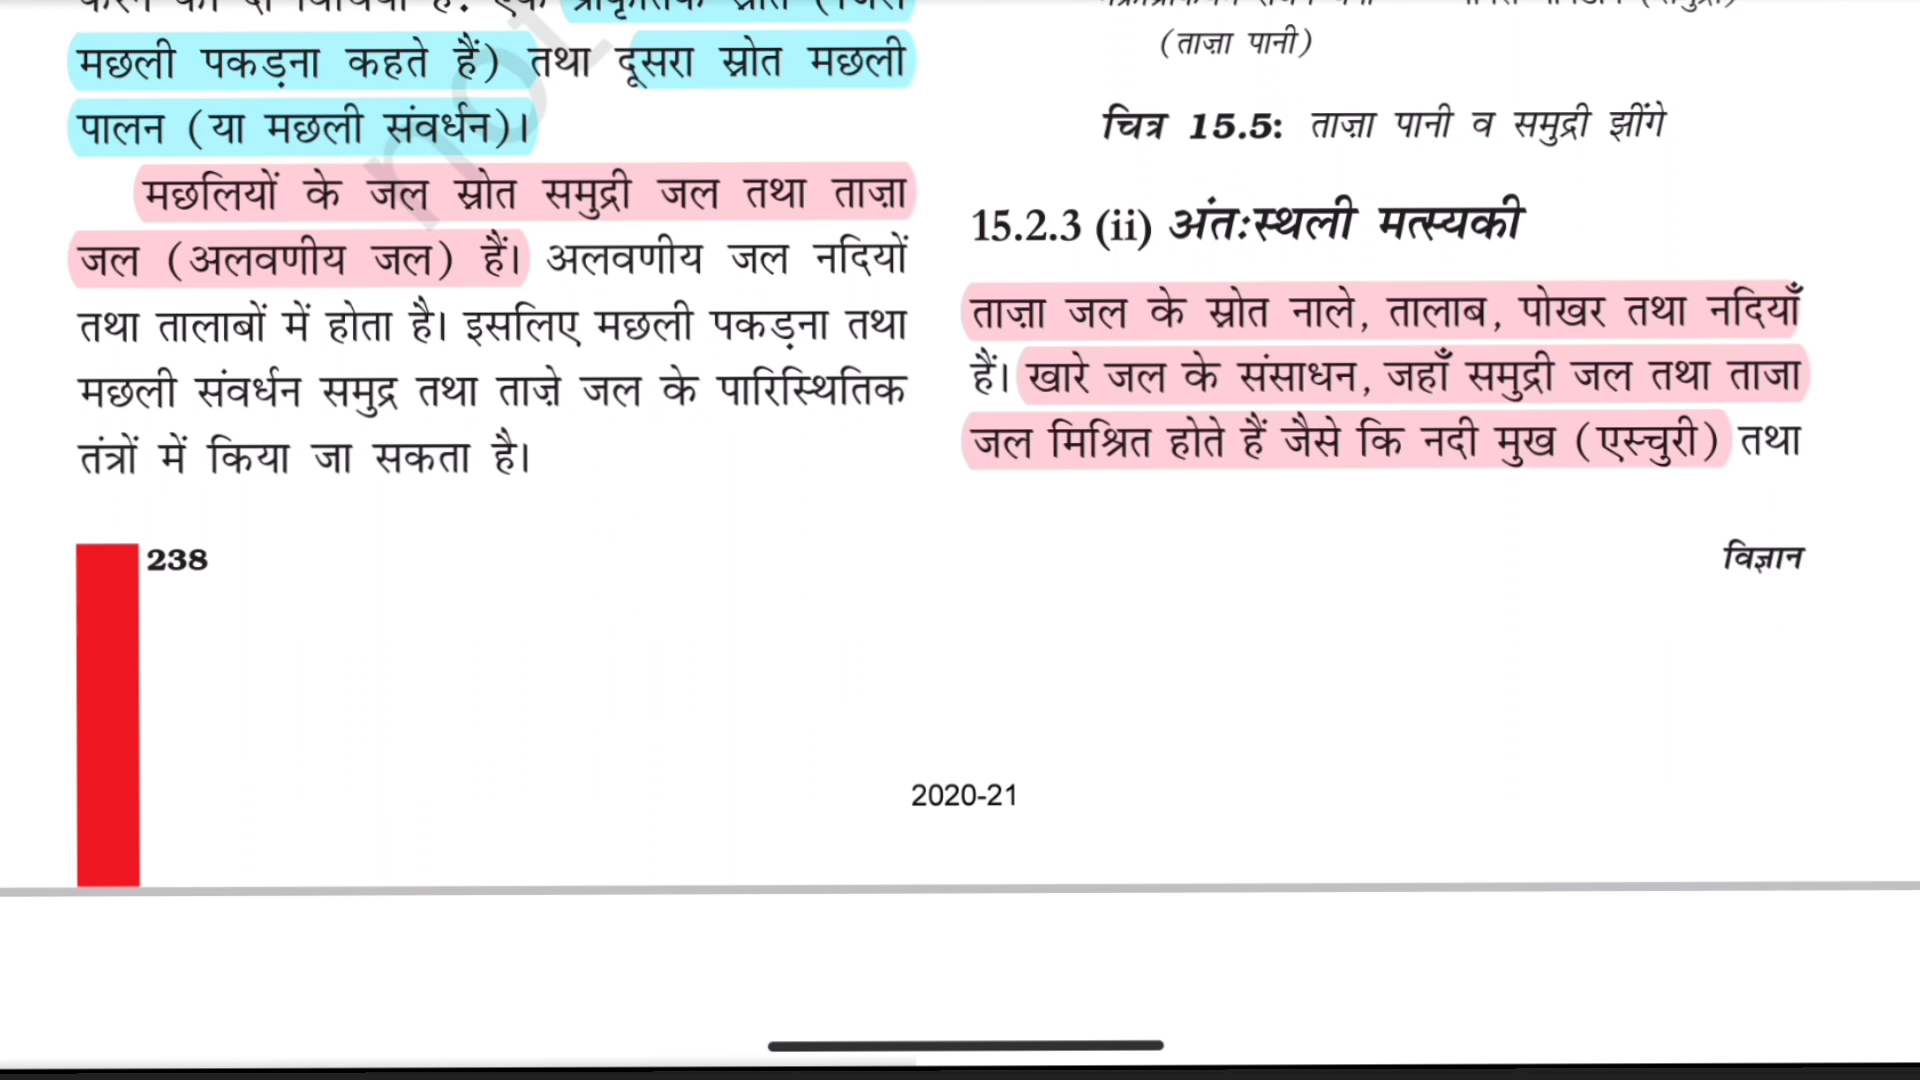 मछली पकड़ना कहते हैं) तथा दूसरा स्रोत मछली
पालन (या मछली संवर्धन)।
मछलियों के जल स्रोत समुद्री जल तथा ताज़ा
जल (अलवणीय जल) हैं। अलवणीय जल नदियों
तथा तालाबों में होता है। इसलिए मछली पकड़ना तथा
मछली संवर्धन समुद्र तथा ताज़े जल के पारिस्थितिक
तंत्रों में किया जा सकता है।
(ताज़ा पानी)
चित्र 15.5: ताज़ा पानी व समुद्री झींगे
15.2.3 (ii) अंतःस्थली मत्स्यकी
ताज़ा जल के स्रोत नाले, तालाब, पोखर तथा नदियाँ
हैं। खारे जल के संसाधन, जहाँ समुद्री जल तथा ताजा
जल मिश्रित होते हैं जैसे कि नदी मुख (एस्चुरी) तथा
238
विज्ञान
2020-21
not